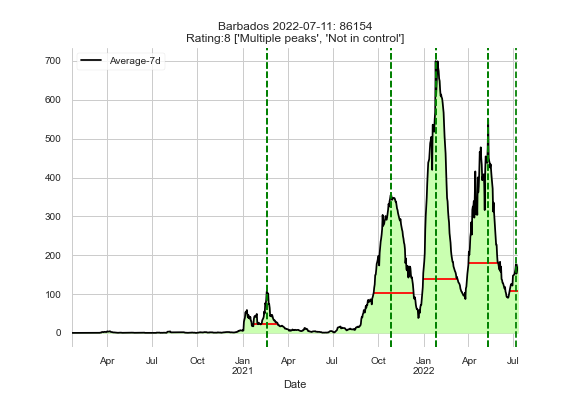 Barbados 2022-07-11: 86154
Rating:8 ['Multiple peaks', 'Not in control']
Average-7d
700
600
500
400
300
200
100
0
Apr Jul Oct Jan Apr Jul Oct Jan Apr Jul
2021 2022
Date